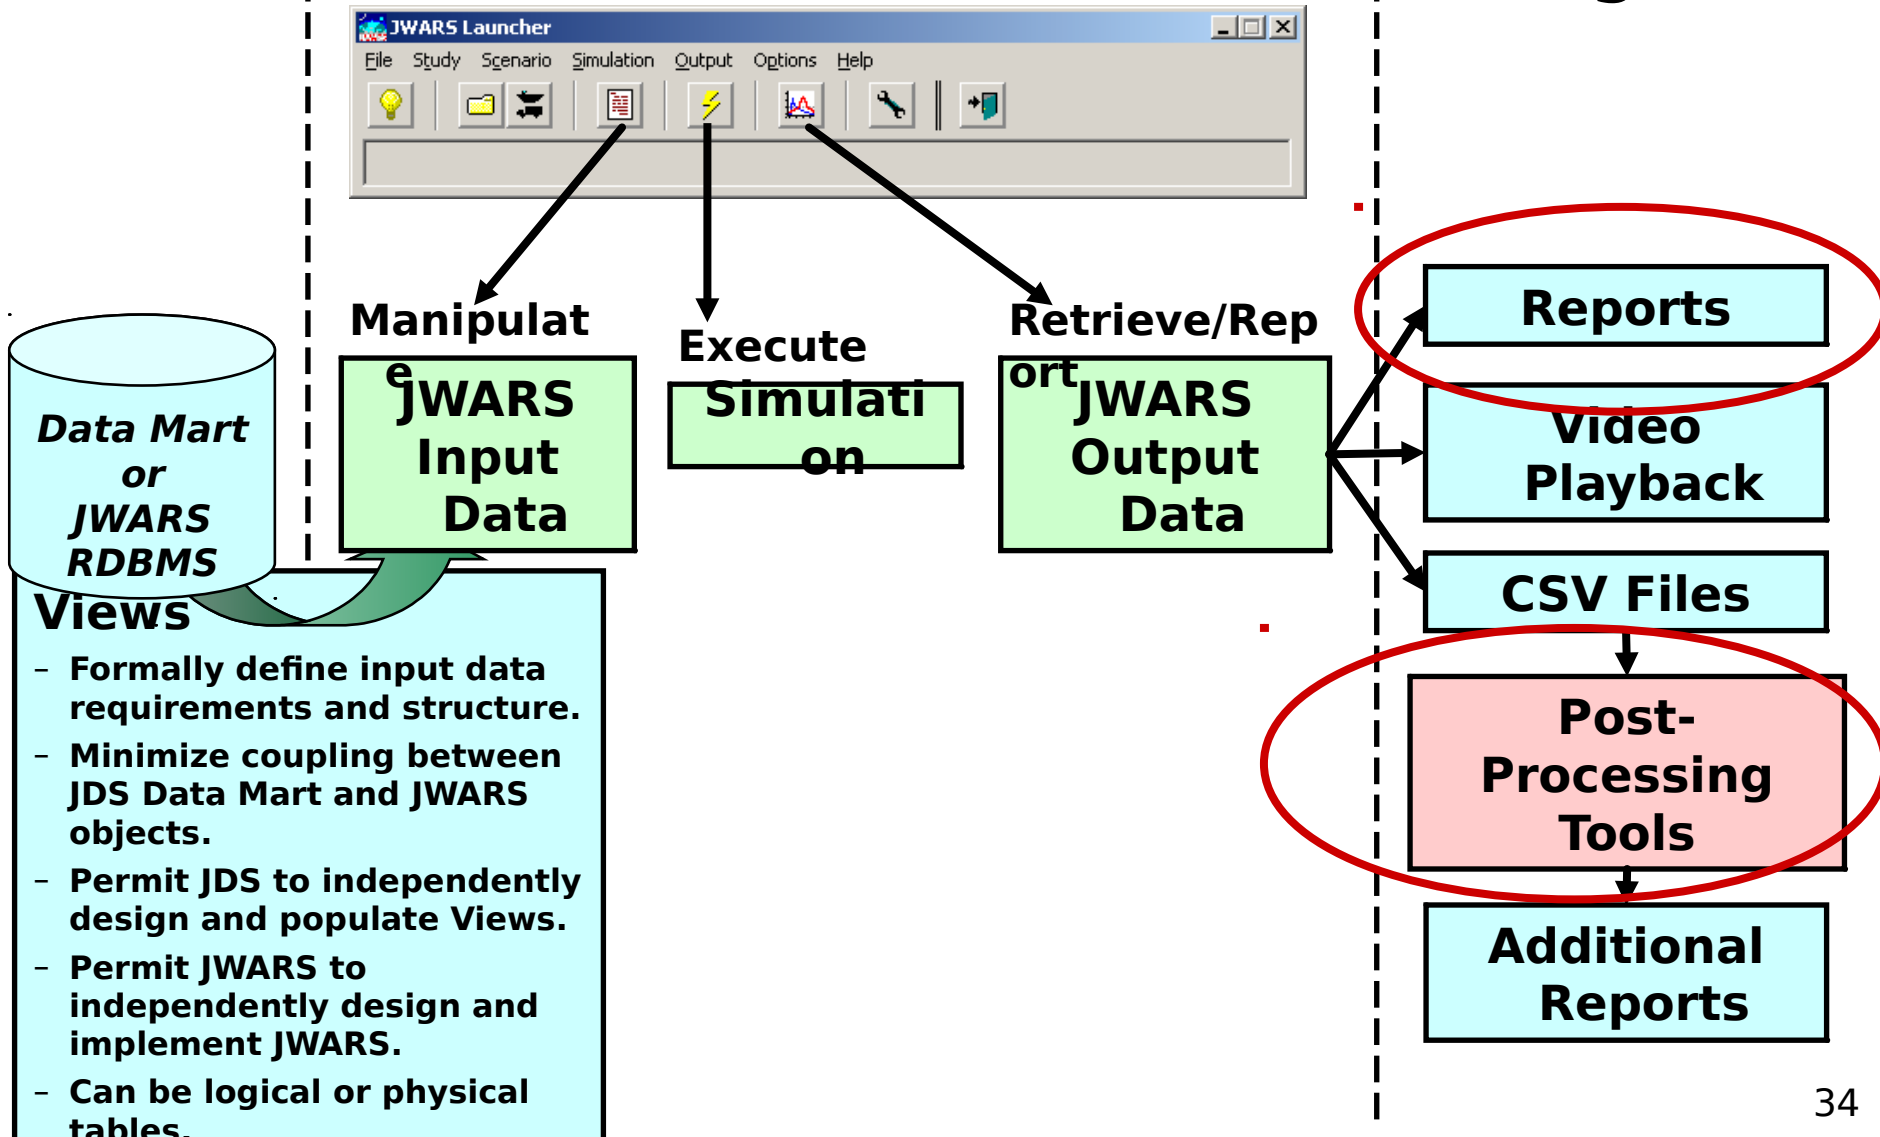 JWARS Launcher
File Study Scenario Simulation Output Options Help
Manipulat
e
Execute
Retrieve/Rep
ort
JWARS
Input
Data
Simulati
on
JWARS
Output
Data
Data Mart
or
JWARS
RDBMS
Views
– Formally define input data
requirements and structure.
– Minimize coupling between
JDS Data Mart and JWARS
objects.
– Permit JDS to independently
design and populate Views.
– Permit JWARS to
independently design and
implement JWARS.
– Can be logical or physical
tables.
Reports
Video
Playback
CSV Files
Post-
Processing
Tools
Additional
Reports
34